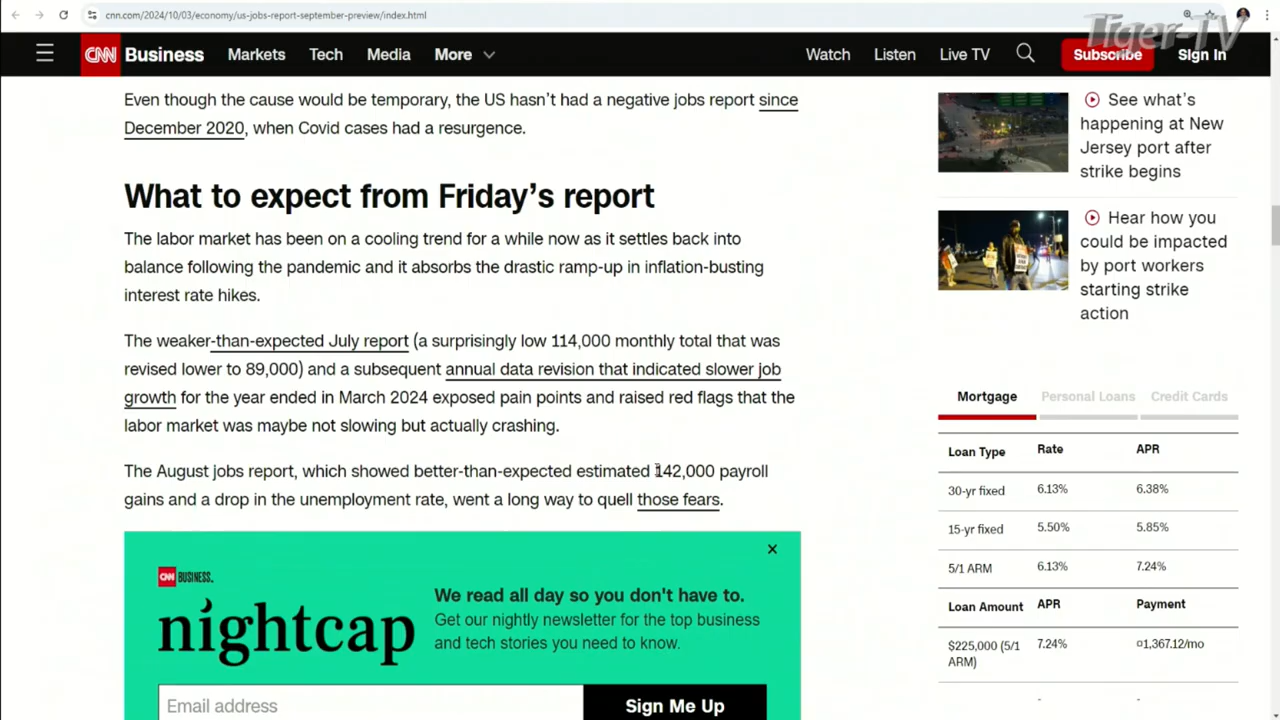 cnn.com/2024/10/03/economy/us-jobs-report-september-preview/index.html
Tiger-TV
CNN Business Markets Tech Media More Watch Listen Live TV Subscribe Sign In
Even though the cause would be temporary, the US hasn't had a negative jobs report since
December 2020, when Covid cases had a resurgence.
What to expect from Friday's report
The labor market has been on a cooling trend for a while now as it settles back into
balance following the pandemic and it absorbs the drastic ramp-up in inflation-busting
interest rate hikes.
The weaker-than-expected July report (a surprisingly low 114,000 monthly total that was
revised lower to 89,000) and a subsequent annual data revision that indicated slower job
growth for the year ended in March 2024 exposed pain points and raised red flags that the
labor market was maybe not slowing but actually crashing.
The August jobs report, which showed better-than-expected estimated 142,000 payroll
gains and a drop in the unemployment rate, went a long way to quell those fears.
CNN BUSINESS.
nightcap
We read all day so you don't have to.
Get our nightly newsletter for the top business
and tech stories you need to know.
Email address
Sign Me Up
See what's
happening at New
Jersey port after
strike begins
Hear how you
could be impacted
by port workers
starting strike
action
Mortgage Personal Loans Credit Cards
Loan Type Rate APR
30-yr fixed 6.13% 6.38%
15-yr fixed 5.50% 5.85%
5/1 ARM 6.13% 7.24%
Loan Amount APR Payment
$225,000 (5/1 7.24% ¤1,367.12/mo
ARM)
- -